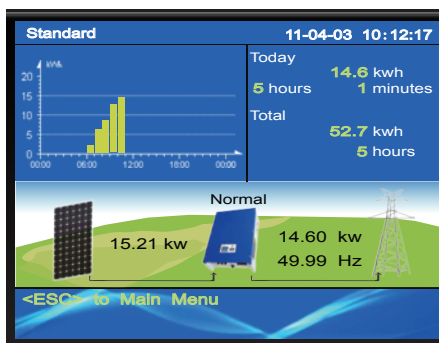 Standard 11-04-03 10:12:17
kWh
20
15
10
5
0
00:00 06:00 12:00 18:00 00:00
Today
14.6 kwh
5 hours 1 minutes
Total
52.7 kwh
5 hours
Normal
15.21 kw
14.60 kw
49.99 Hz
<ESC> to Main Menu